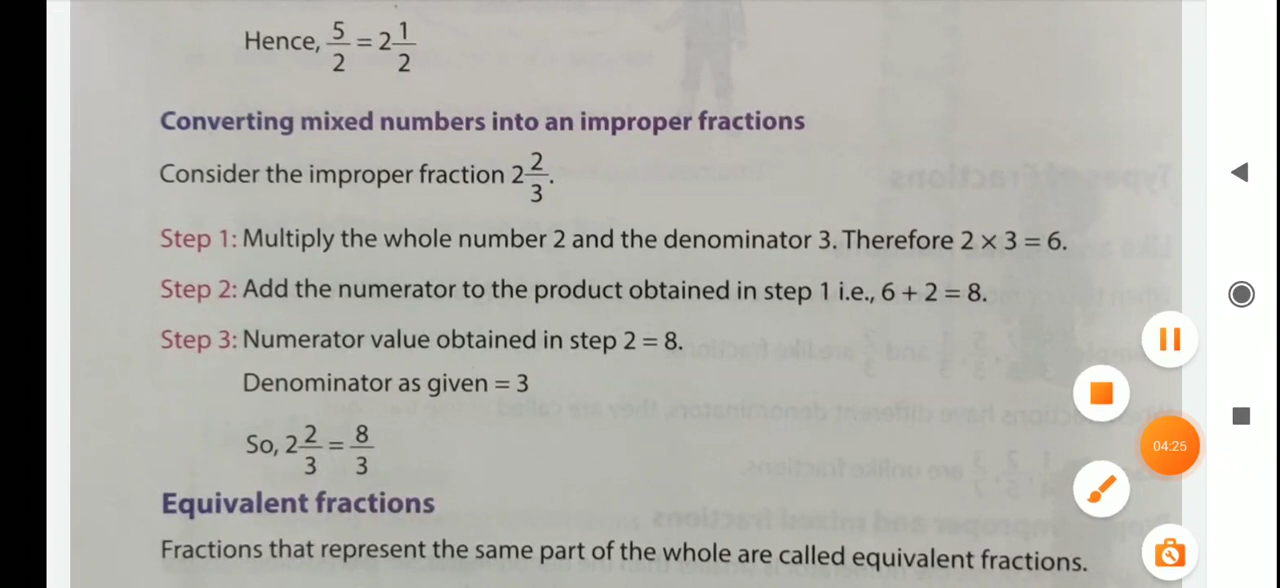 Hence, 5/2 = 2 1/2
Converting mixed numbers into an improper fractions
Consider the improper fraction 2 2/3.
Step 1: Multiply the whole number 2 and the denominator 3. Therefore 2 × 3 = 6.
Step 2: Add the numerator to the product obtained in step 1 i.e., 6 + 2 = 8.
Step 3: Numerator value obtained in step 2 = 8.
Denominator as given = 3
So, 2 2/3 = 8/3
04:25
Equivalent fractions
Fractions that represent the same part of the whole are called equivalent fractions.